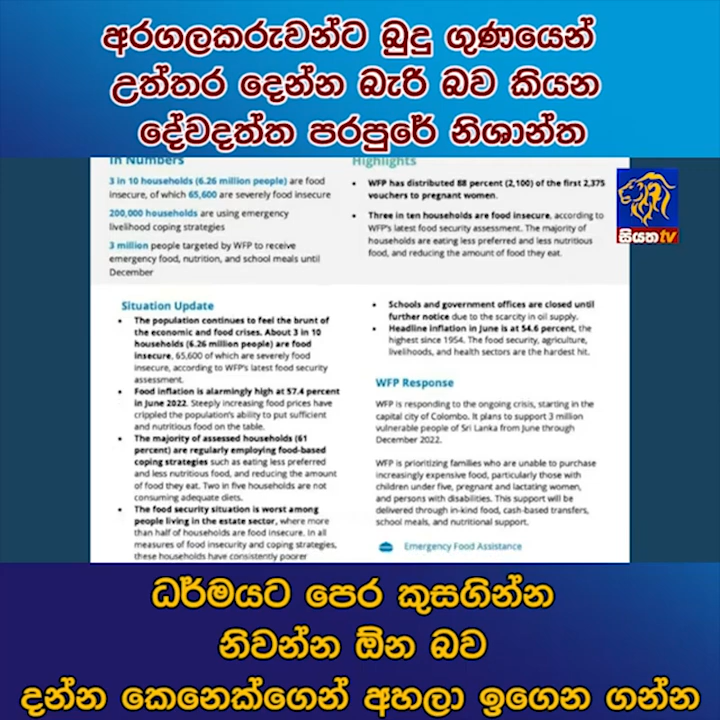 අරගලකරුවන්ට බුදු ගුණයෙන්
උත්තර දෙන්න බැරි බව කියන
දේවදත්ත පරපුරේ නිශාන්ත
In Numbers
3 in 10 households (6.26 million people) are food
insecure, of which 65,600 are severely food insecure
200,000 households are using emergency
livelihood coping strategies
3 million people targeted by WFP to receive
emergency food, nutrition, and school meals until
December
Highlights
• WFP has distributed 88 percent (2,100) of the first 2,375
vouchers to pregnant women.
• Three in ten households are food insecure, according to
WFP's latest food security assessment. The majority of
households are eating less preferred and less nutritious
food, and reducing the amount of food they eat.
සියත tv
Situation Update
• The population continues to feel the brunt of
the economic and food crises. About 3 in 10
households (6.26 million people) are food
insecure, 65,600 of which are severely food
insecure, according to WFP's latest food security
assessment.
• Food inflation is alarmingly high at 57.4 percent
in June 2022. Steeply increasing food prices have
crippled the population's ability to put sufficient
and nutritious food on the table.
• The majority of assessed households (61
percent) are regularly employing food-based
coping strategies such as eating less preferred
and less nutritious food, and reducing the amount
of food they eat. Two in five households are not
consuming adequate diets.
• The food security situation is worst among
people living in the estate sector, where more
than half of households are food insecure. In all
measures of food insecurity and coping strategies,
these households have consistently poorer
• Schools and government offices are closed until
further notice due to the scarcity in oil supply.
• Headline inflation in June is at 54.6 percent, the
highest since 1954. The food security, agriculture,
livelihoods, and health sectors are the hardest hit.
WFP Response
WFP is responding to the ongoing crisis, starting in the
capital city of Colombo. It plans to support 3 million
vulnerable people of Sri Lanka from June through
December 2022.
WFP is prioritizing families who are unable to purchase
increasingly expensive food, particularly those with
children under five, pregnant and lactating women,
and persons with disabilities. This support will be
delivered through in-kind food, cash-based transfers,
school meals, and nutritional support.
Emergency Food Assistance
ධර්මයට පෙර කුසගින්න
නිවන්න ඕන බව
දන්න කෙනෙක්ගෙන් අහලා ඉගෙන ගන්න